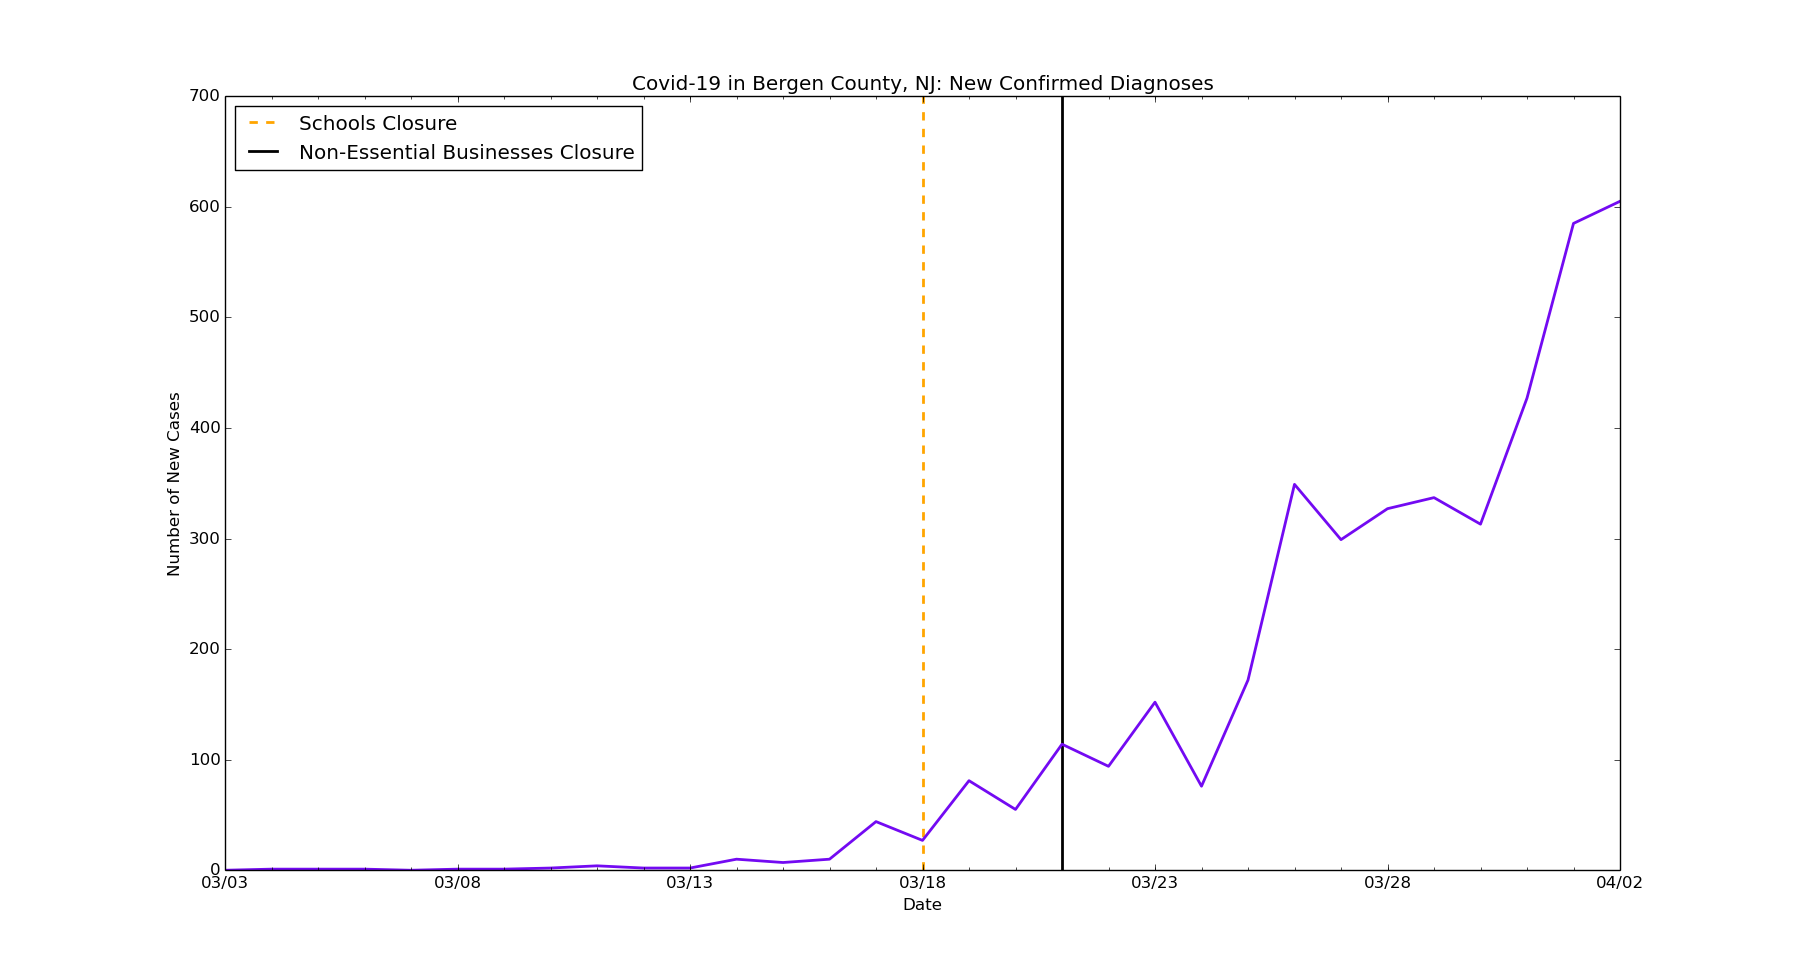 Covid-19 in Bergen County, NJ: New Confirmed Diagnoses
Schools Closure
Non-Essential Businesses Closure
Number of New Cases
700
600
500
400
300
200
100
0
03/03 03/08 03/13 03/18 03/23 03/28 04/02
Date